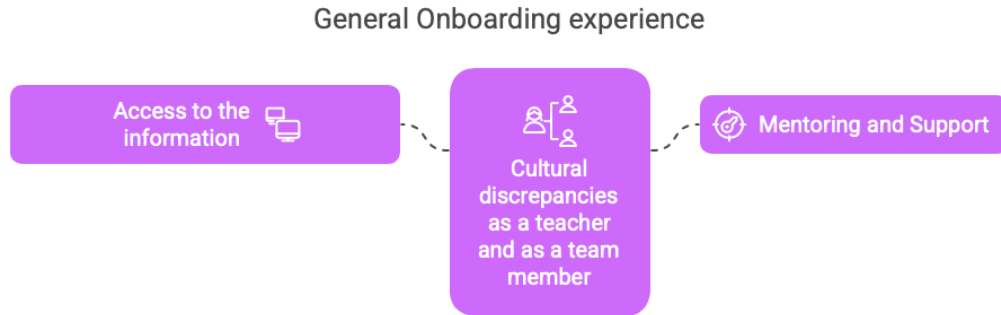 General Onboarding experience
Access to the
information
Cultural
discrepancies
as a teacher
and as a team
member
Mentoring and Support